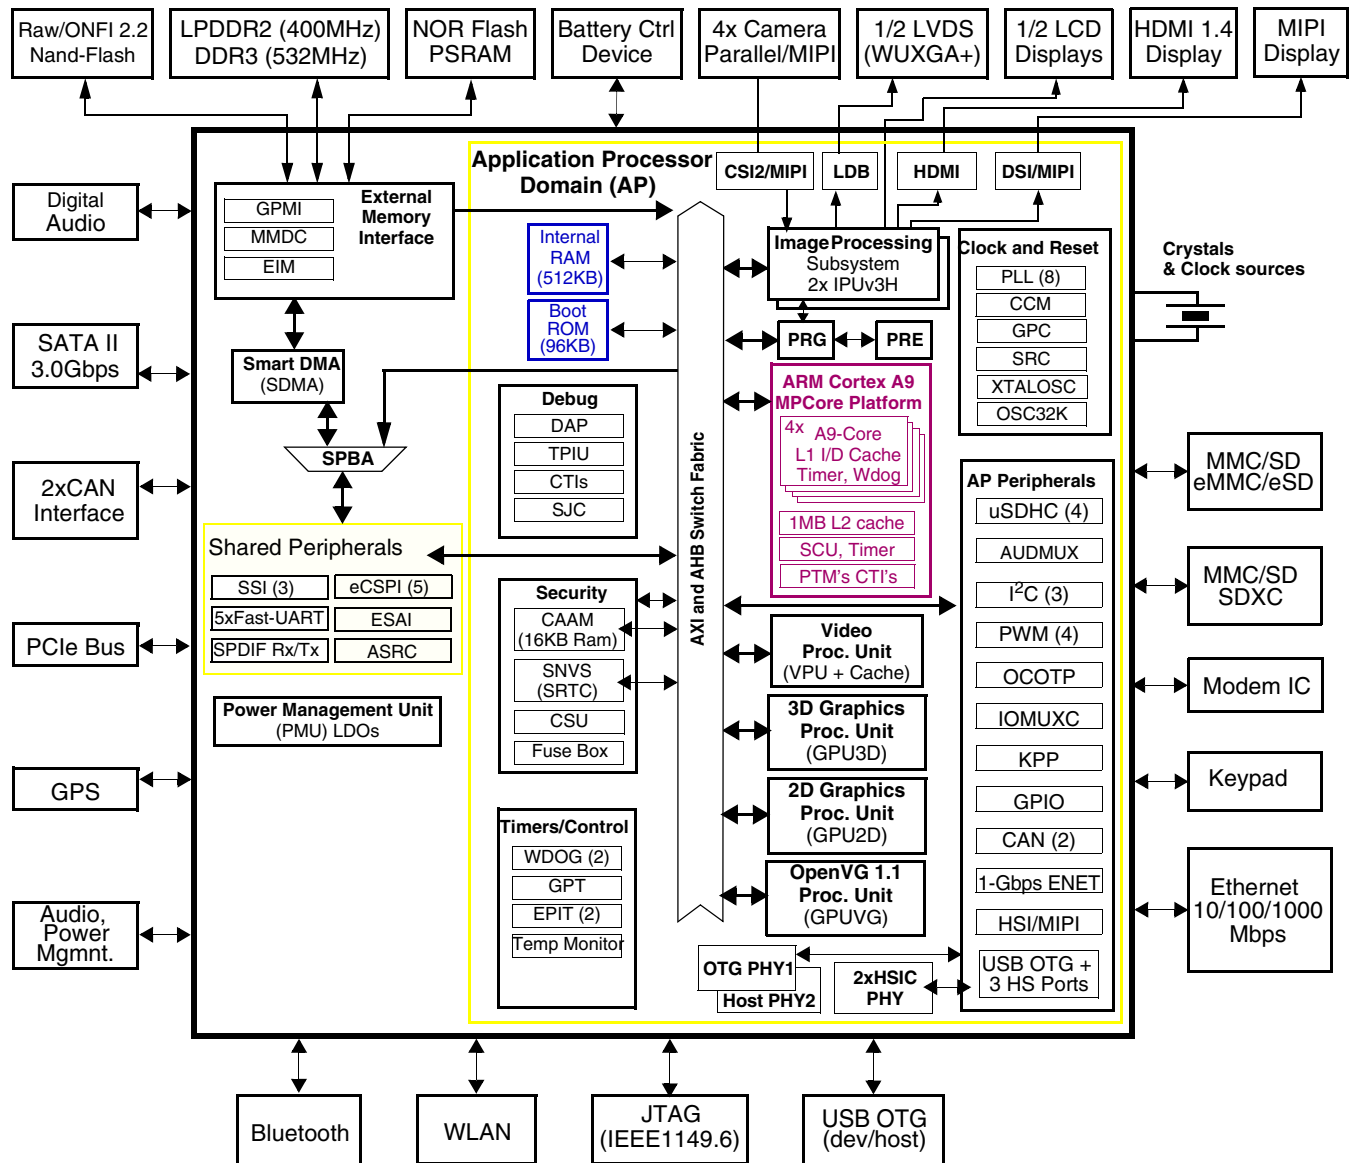 Raw/ONFI 2.2
Nand-Flash
LPDDR2 (400MHz)
DDR3 (532MHz)
NOR Flash
PSRAM
Battery Ctrl
Device
4x Camera
Parallel/MIPI
1/2 LVDS
(WUXGA+)
1/2 LCD
Displays
HDMI 1.4
Display
MIPI
Display
Digital
Audio
SATA II
3.0Gbps
2xCAN
Interface
PCIe Bus
GPS
Audio,
Power
Mgmnt.
External
Memory
Interface
GPMI
MMDC
EIM
Smart DMA
(SDMA)
SPBA
Shared Peripherals
SSI (3)
eCSPI (5)
5xFast-UART
ESAI
SPDIF Rx/Tx
ASRC
Power Management Unit
(PMU) LDOs
Application Processor
Domain (AP)
Internal
RAM
(512KB)
Boot
ROM
(96KB)
Debug
DAP
TPIU
CTIs
SJC
Security
CAAM
(16KB Ram)
SNVS
(SRTC)
CSU
Fuse Box
Timers/Control
WDOG (2)
GPT
EPIT (2)
Temp Monitor
AXI and AHB Switch Fabric
CSI2/MIPI
LDB
HDMI
DSI/MIPI
Image Processing
Subsystem
2x IPUv3H
PRG
PRE
ARM Cortex A9
MPCore Platform
4x
A9-Core
L1 I/D Cache
Timer, Wdog
1MB L2 cache
SCU, Timer
PTM's CTI's
Video
Proc. Unit
(VPU + Cache)
3D Graphics
Proc. Unit
(GPU3D)
2D Graphics
Proc. Unit
(GPU2D)
OpenVG 1.1
Proc. Unit
(GPUVG)
OTG PHY1
Host PHY2
2xHSIC
PHY
Clock and Reset
PLL (8)
CCM
GPC
SRC
XTALOSC
OSC32K
AP Peripherals
uSDHC (4)
AUDMUX
I²C (3)
PWM (4)
OCOTP
IOMUXC
KPP
GPIO
CAN (2)
1-Gbps ENET
HSI/MIPI
USB OTG +
3 HS Ports
Crystals
& Clock sources
MMC/SD
eMMC/eSD
MMC/SD
SDXC
Modem IC
Keypad
Ethernet
10/100/1000
Mbps
Bluetooth
WLAN
JTAG
(IEEE1149.6)
USB OTG
(dev/host)